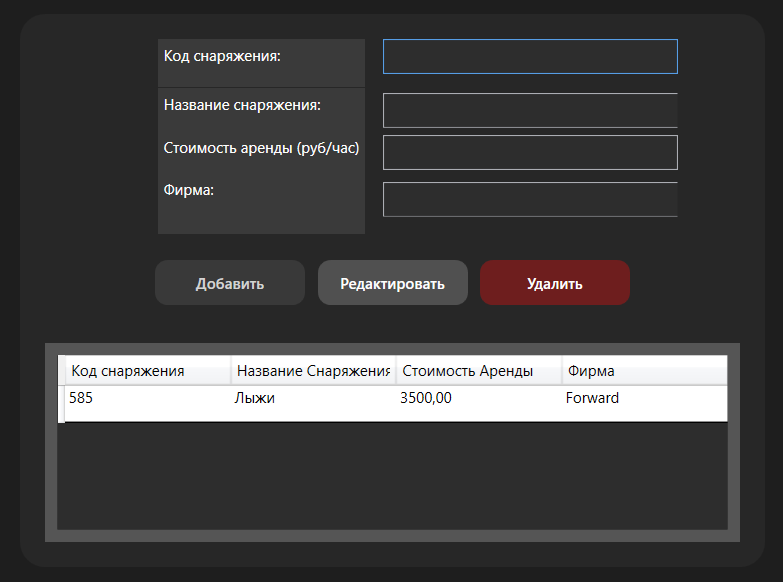 Код снаряжения:
Название снаряжения:
Стоимость аренды (руб/час)
Фирма:
Добавить Редактировать Удалить
Код снаряжения Название Снаряжения Стоимость Аренды Фирма
585 Лыжи 3500,00 Forward